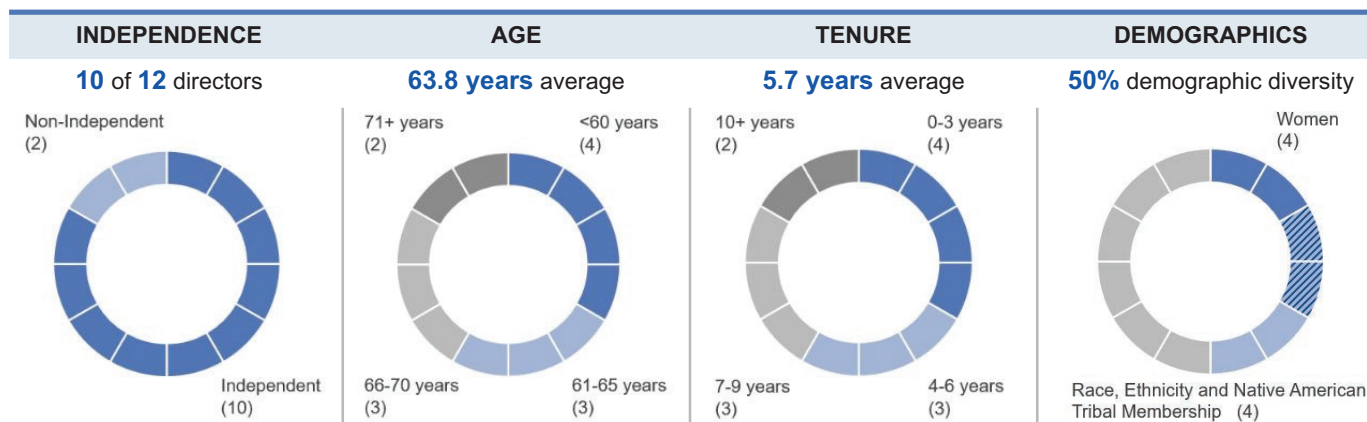 INDEPENDENCE
10 of 12 directors
Non-Independent
(2)
Independent
(10)
AGE
63.8 years average
71+ years
(2)
<60 years
(4)
66-70 years
(3)
61-65 years
(3)
TENURE
5.7 years average
10+ years
(2)
0-3 years
(4)
7-9 years
(3)
4-6 years
(3)
DEMOGRAPHICS
50% demographic diversity
Women
(4)
Race, Ethnicity and Native American
Tribal Membership (4)